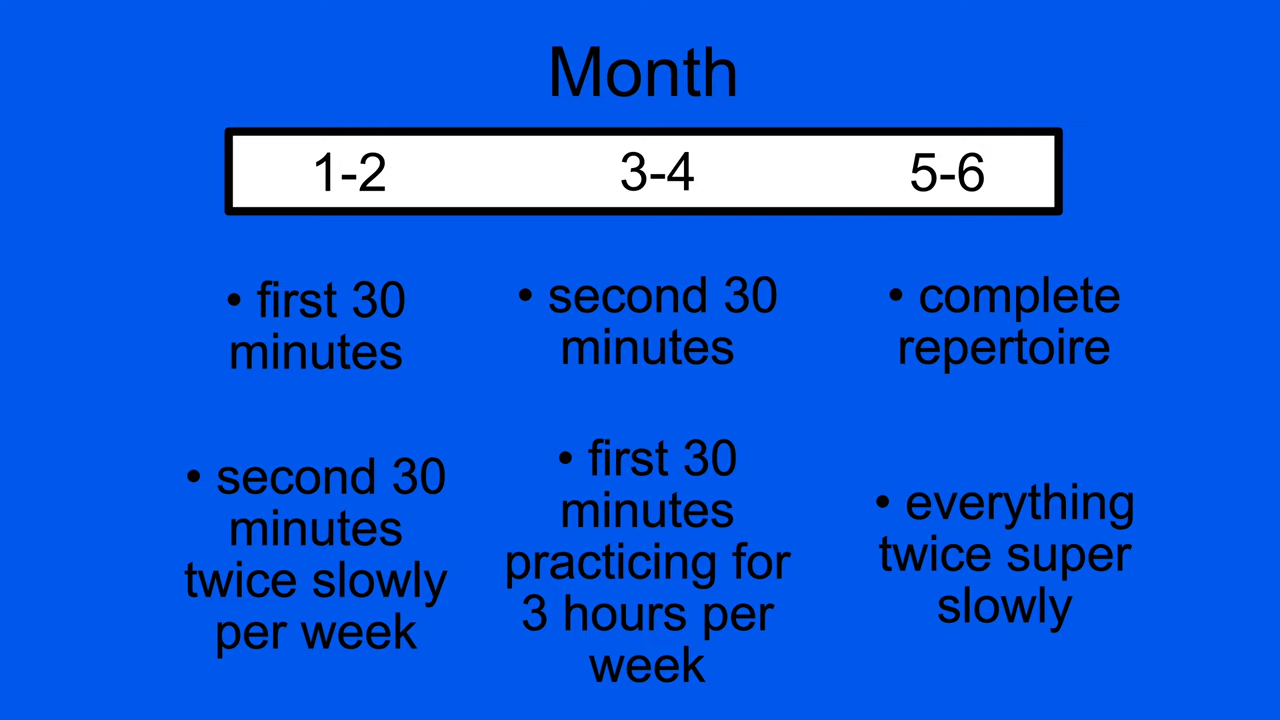 Month
1-2 3-4 5-6
• first 30
minutes
• second 30
minutes
twice slowly
per week
• second 30
minutes
• first 30
minutes
practicing for
3 hours per
week
• complete
repertoire
• everything
twice super
slowly